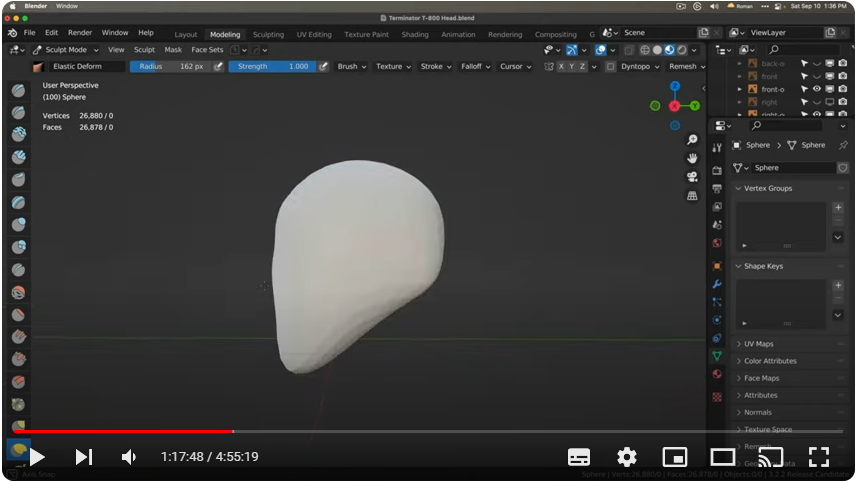 Blender Window Roman Sat Sep 10 1:36 PM
Terminator T-800 Head.blend
File Edit Render Window Help Layout Modeling Sculpting UV Editing Texture Paint Shading Animation Rendering Compositing G Scene ViewLayer
Sculpt Mode View Sculpt Mask Face Sets
Elastic Deform Radius 162 px Strength 1.000 Brush Texture Stroke Falloff Cursor X Y Z Dyntopo Remesh
back-o
front
front-o
right
right-o
User Perspective
(100) Sphere
Vertices 26,880 / 0
Faces 26,878 / 0
Z
X
Y
Sphere > Sphere
Sphere
Vertex Groups
Shape Keys
UV Maps
Color Attributes
Face Maps
Attributes
Normals
Texture Space
Remesh
1:17:48 / 4:55:19